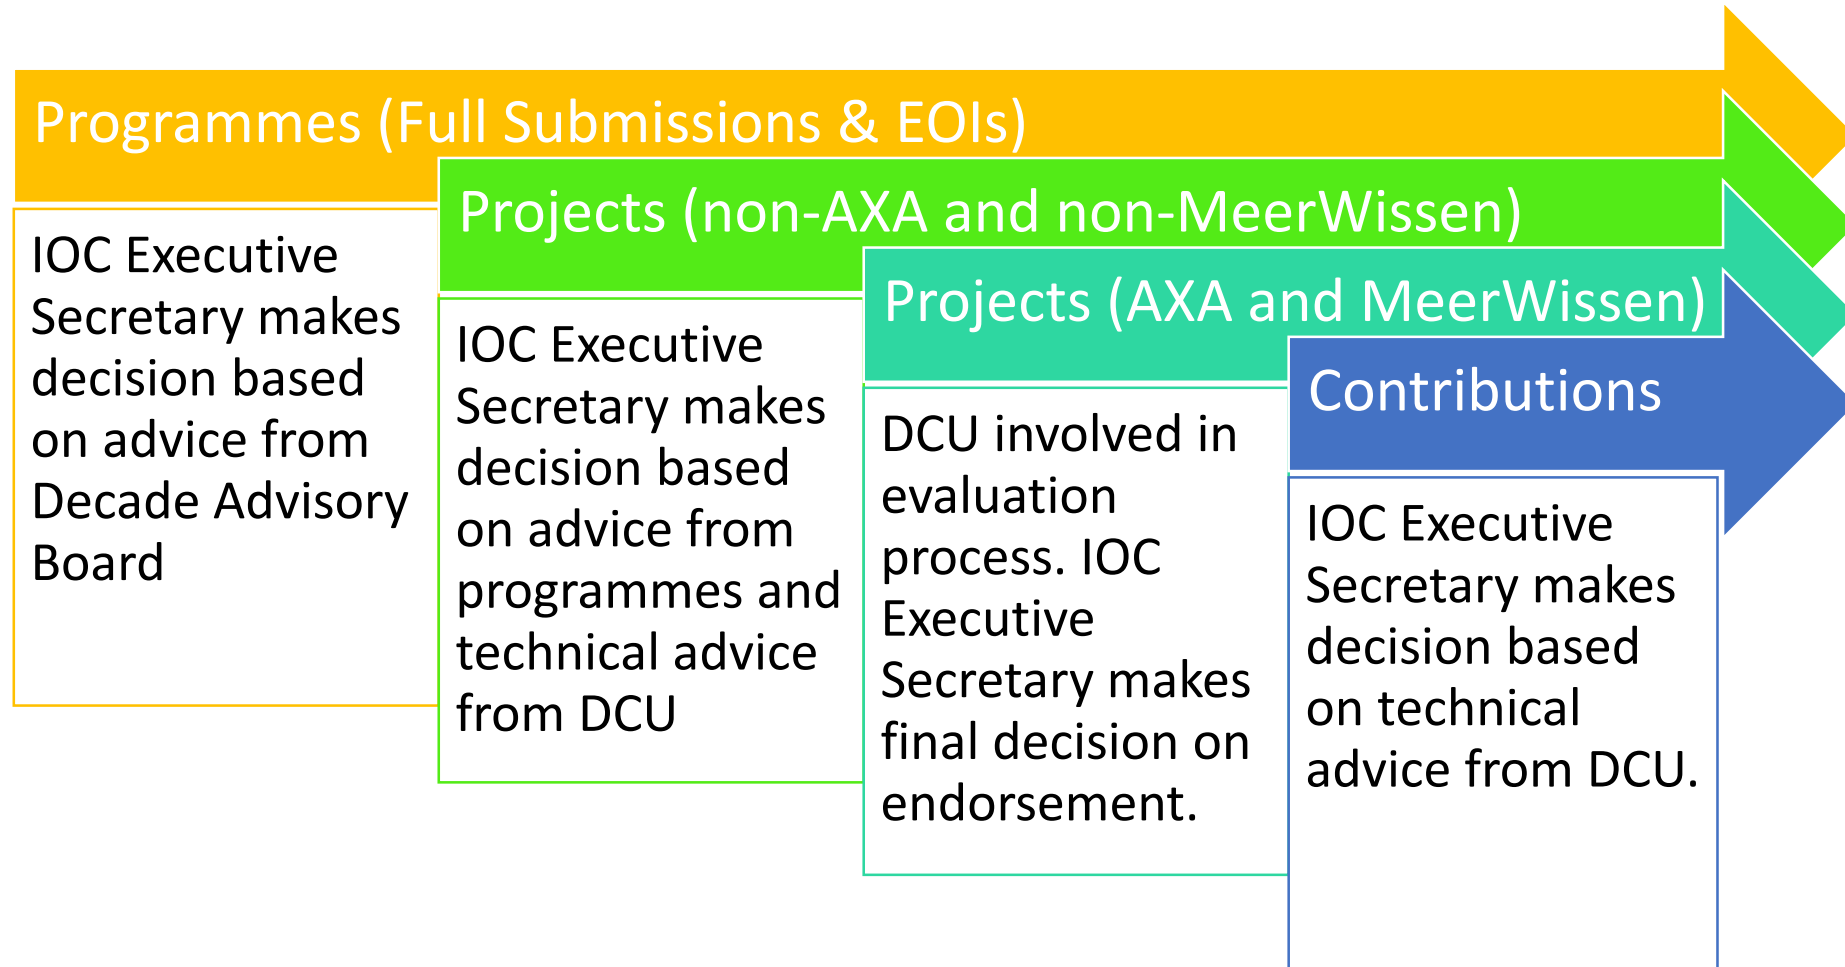 Programmes (Full Submissions & EOIs)
IOC Executive
Secretary makes
decision based
on advice from
Decade Advisory
Board
Projects (non-AXA and non-MeerWissen)
IOC Executive
Secretary makes
decision based
on advice from
programmes and
technical advice
from DCU
Projects (AXA and MeerWissen)
DCU involved in
evaluation
process. IOC
Executive
Secretary makes
final decision on
endorsement.
Contributions
IOC Executive
Secretary makes
decision based
on technical
advice from DCU.